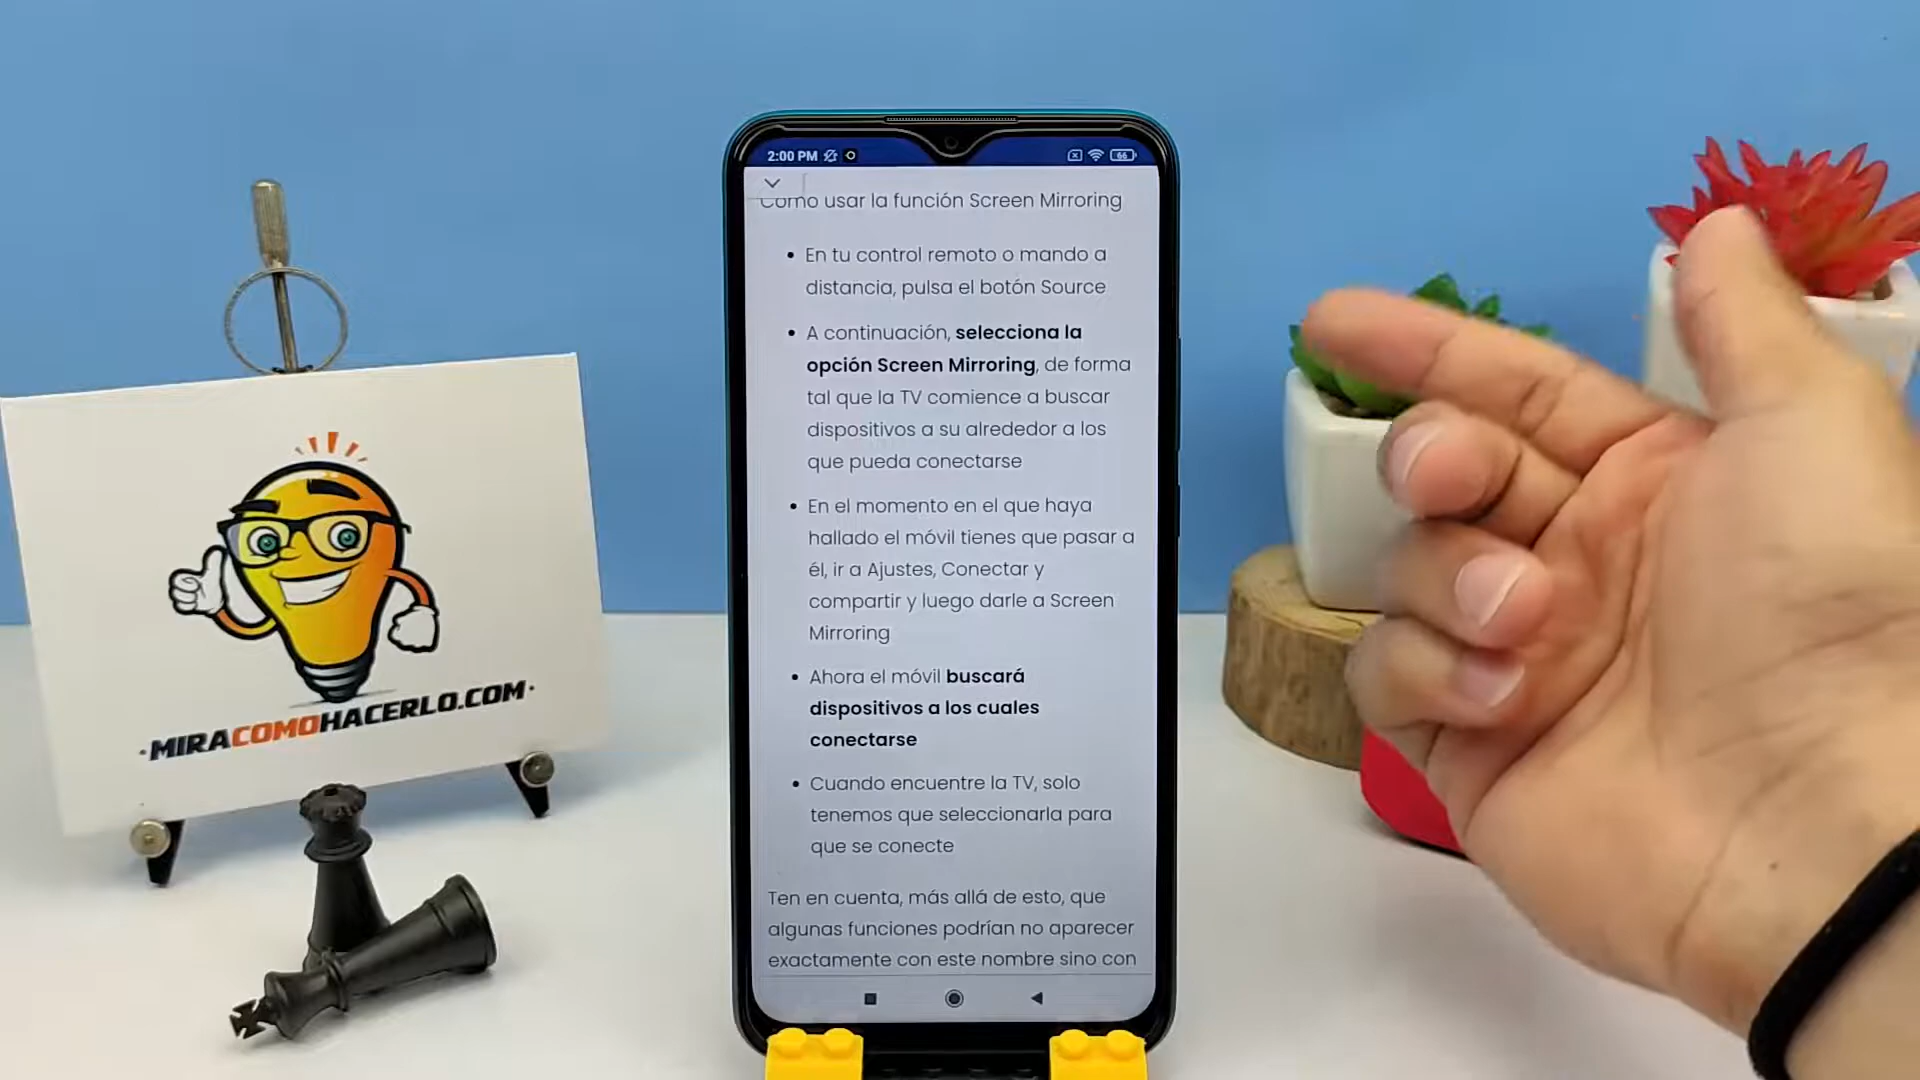 2:00 PM
66
Como usar la función Screen Mirroring
• En tu control remoto o mando a
distancia, pulsa el botón Source
• A continuación, selecciona la
opción Screen Mirroring, de forma
tal que la TV comience a buscar
dispositivos a su alrededor a los
que pueda conectarse
• En el momento en el que haya
hallado el móvil tienes que pasar a
él, ir a Ajustes, Conectar y
compartir y luego darle a Screen
Mirroring
• Ahora el móvil buscará
dispositivos a los cuales
conectarse
• Cuando encuentre la TV, solo
tenemos que seleccionarla para
que se conecte
Ten en cuenta, más allá de esto, que
algunas funciones podrían no aparecer
exactamente con este nombre sino con
·MIRACOMOHACERLO.COM·